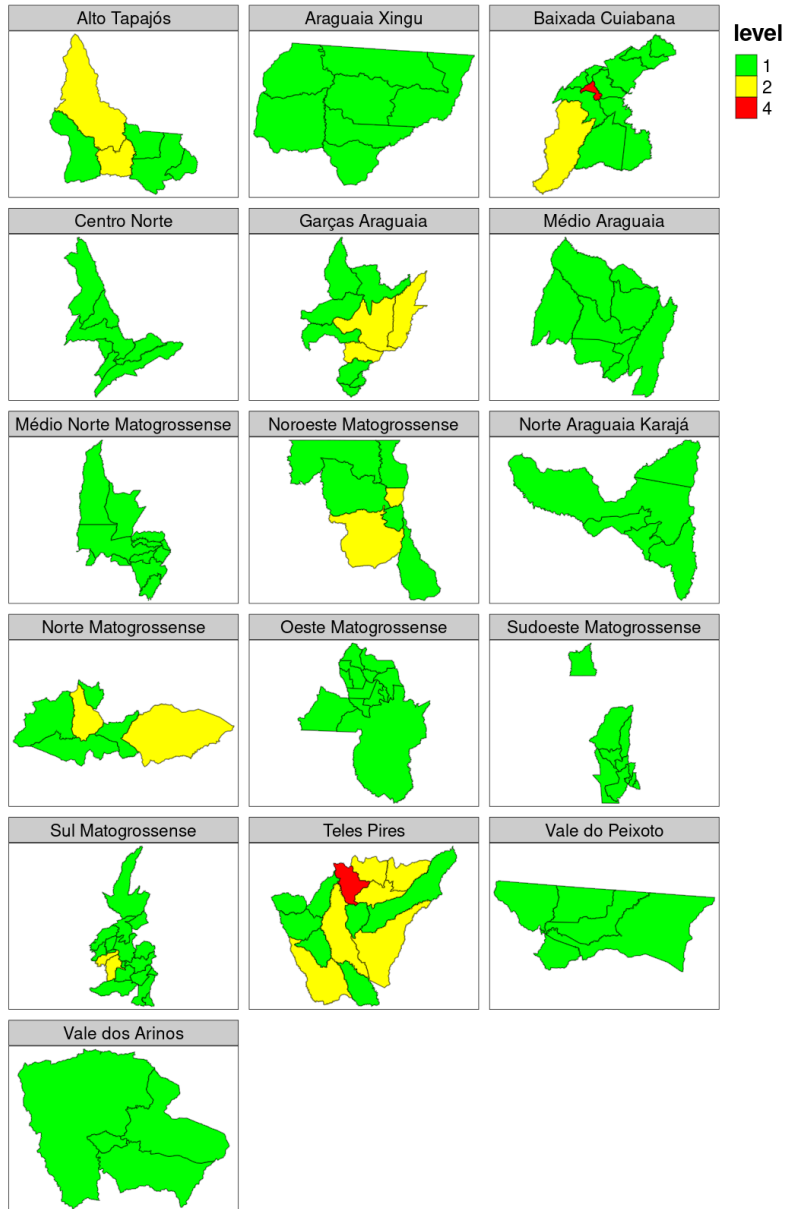 Alto Tapajós
Araguaia Xingu
Baixada Cuiabana
level
1
2
4
Centro Norte
Garças Araguaia
Médio Araguaia
Médio Norte Matogrossense
Noroeste Matogrossense
Norte Araguaia Karajá
Norte Matogrossense
Oeste Matogrossense
Sudoeste Matogrossense
Sul Matogrossense
Teles Pires
Vale do Peixoto
Vale dos Arinos